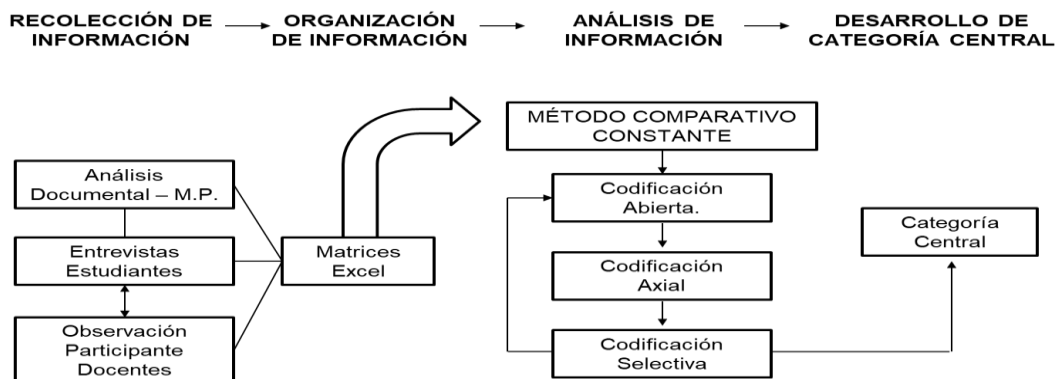 RECOLECCIÓN DE
INFORMACIÓN
ORGANIZACIÓN
DE INFORMACIÓN
ANÁLISIS DE
INFORMACIÓN
DESARROLLO DE
CATEGORÍA CENTRAL
Análisis
Documental – M.P.
Entrevistas
Estudiantes
Observación
Participante
Docentes
Matrices
Excel
MÉTODO COMPARATIVO
CONSTANTE
Codificación
Abierta.
Codificación
Axial
Codificación
Selectiva
Categoría
Central